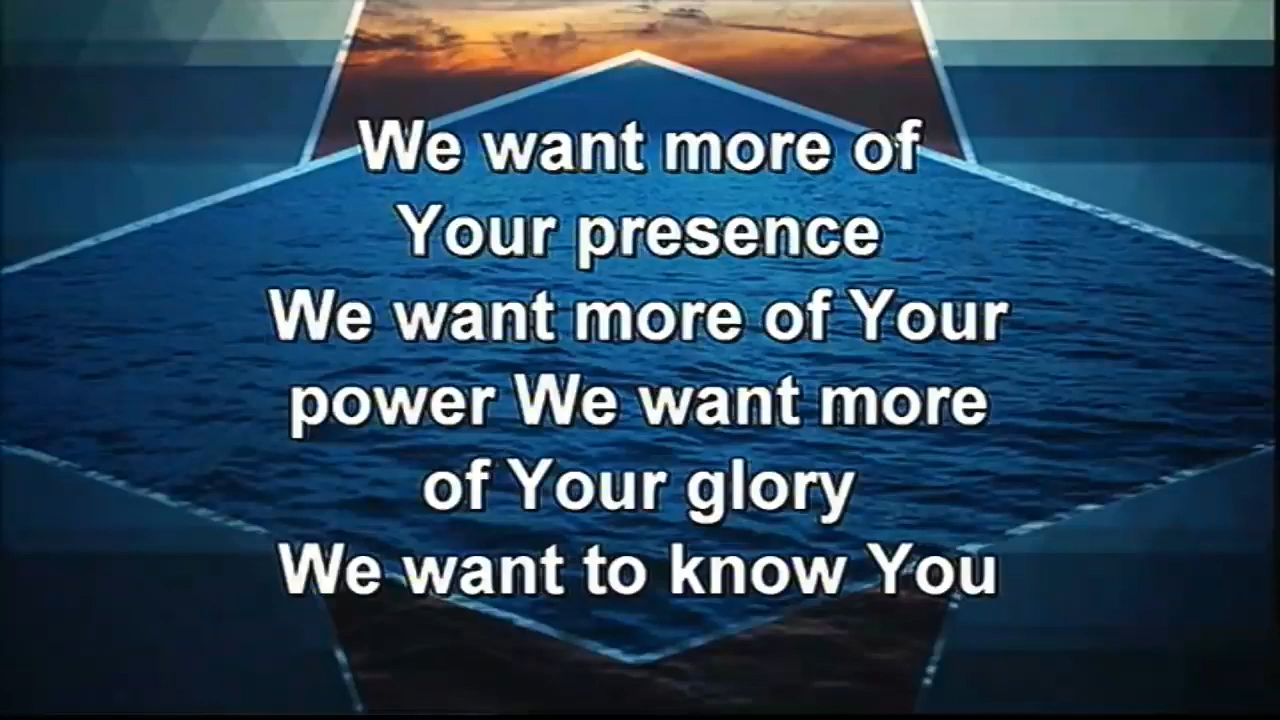 We want more of
Your presence
We want more of Your
power We want more
of Your glory
We want to know You